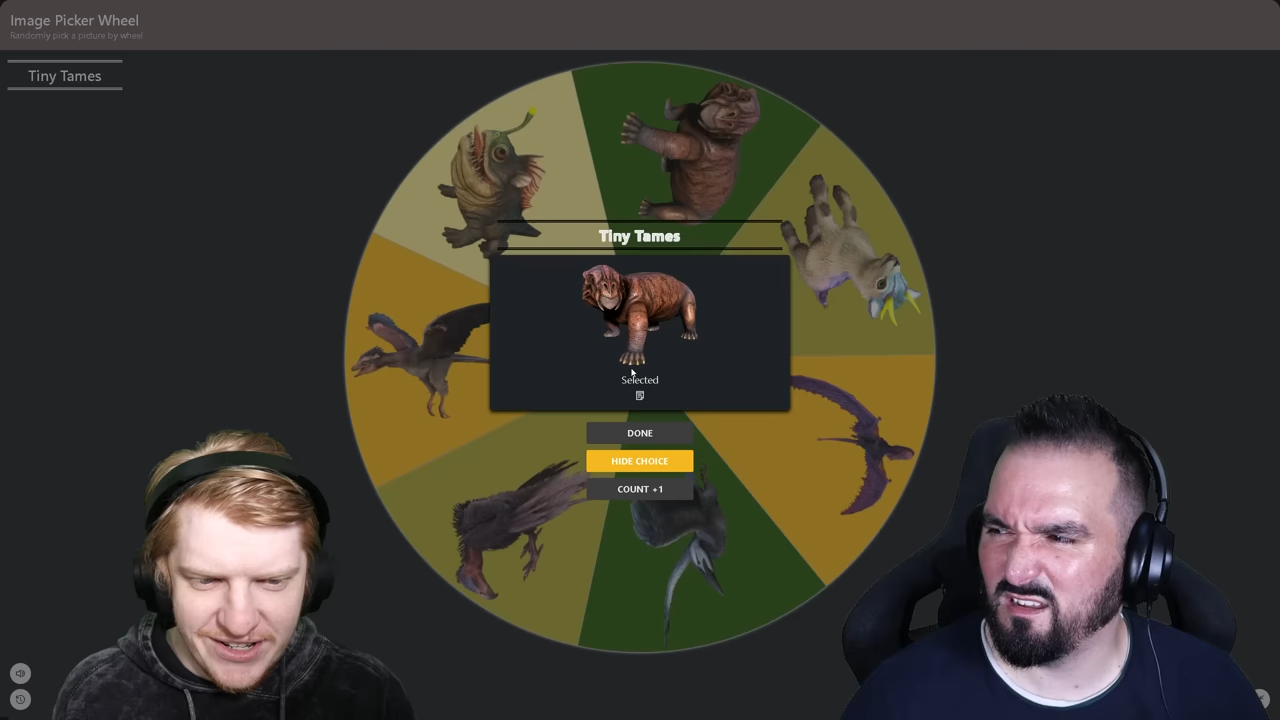 Image Picker Wheel
Randomly pick a picture by wheel
Tiny Tames
Tiny Tames
Selected
DONE
HIDE CHOICE
COUNT +1